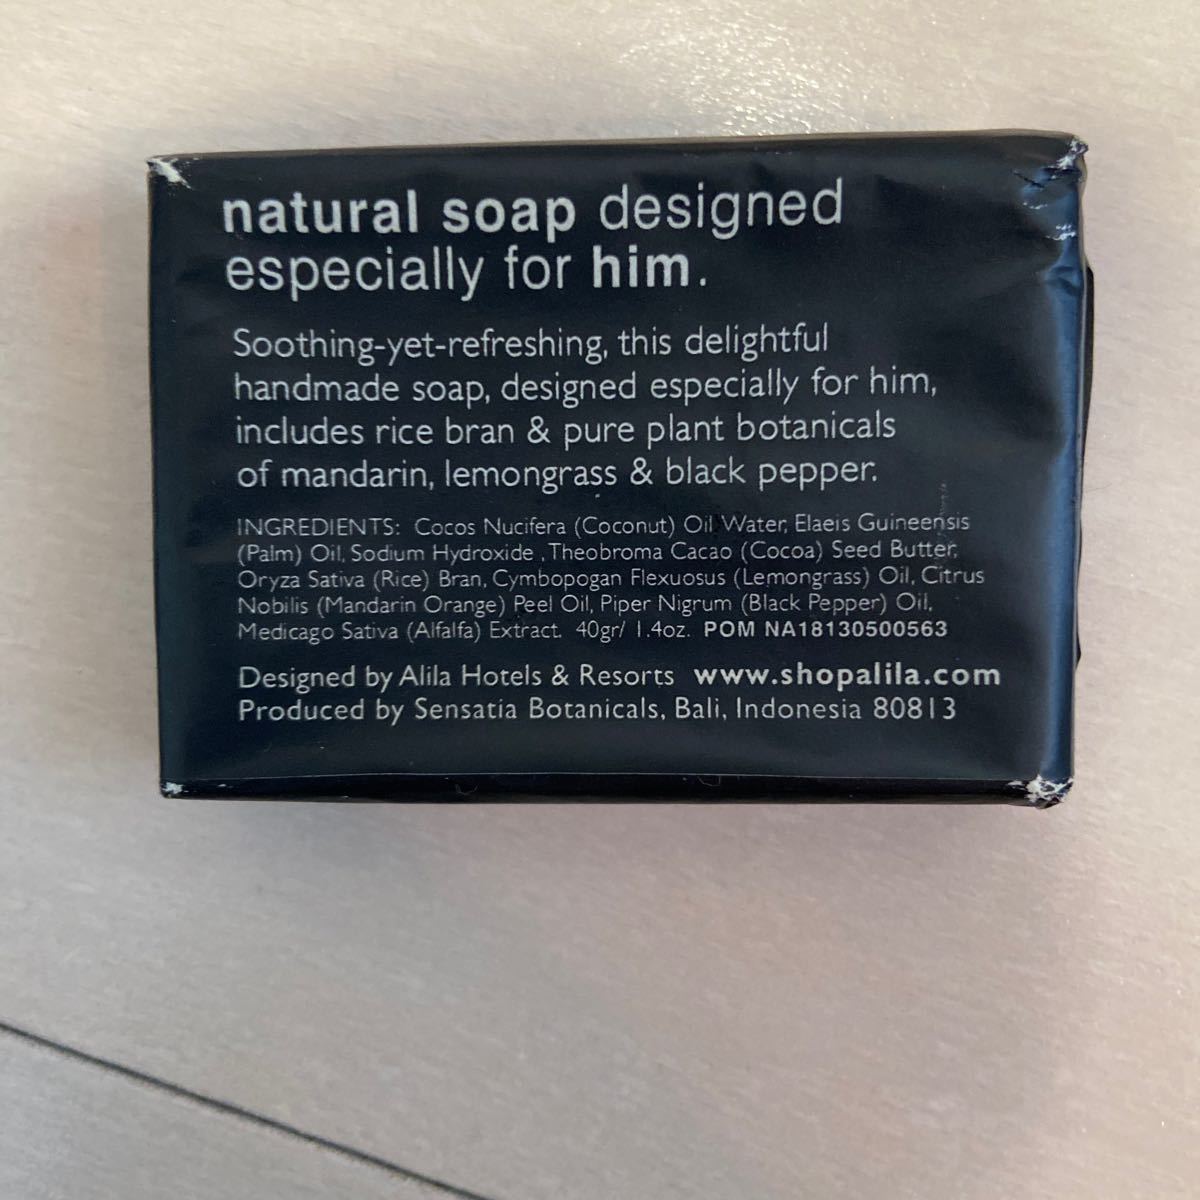 natural soap designed
especially for him.
Soothing-yet-refreshing, this delightful
handmade soap, designed especially for him,
includes rice bran & pure plant botanicals
of mandarin, lemongrass & black pepper.
INGREDIENTS: Cocos Nucifera (Coconut) Oil, Water, Elaeis Guineensis
(Palm) Oil, Sodium Hydroxide , Theobroma Cacao (Cocoa) Seed Butter,
Oryza Sativa (Rice) Bran, Cymbopogan Flexuosus (Lemongrass) Oil, Citrus
Nobilis (Mandarin Orange) Peel Oil, Piper Nigrum (Black Pepper) Oil,
Medicago Sativa (Alfalfa) Extract. 40gr/ 1.4oz. POM NA18130500563
Designed by Alila Hotels & Resorts www.shopalila.com
Produced by Sensatia Botanicals, Bali, Indonesia 80813